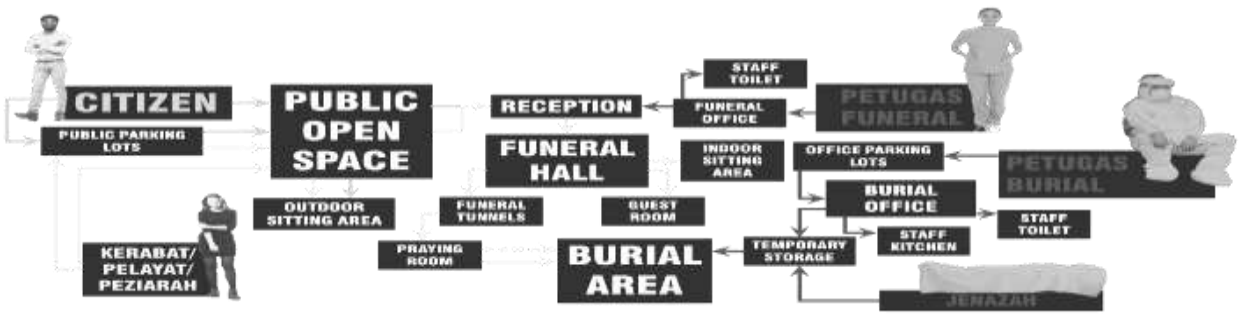 CITIZEN
PUBLIC PARKING
LOTS
KERABAT/
PELAYAT/
PEZIARAH
PUBLIC
OPEN
SPACE
OUTDOOR
SITTING AREA
RECEPTION
FUNERAL
HALL
FUNERAL
TUNNELS
PRAYING
ROOM
GUEST
ROOM
INDOOR
SITTING
AREA
STAFF
TOILET
FUNERAL
OFFICE
PETUGAS
FUNERAL
OFFICE PARKING
LOTS
PETUGAS
BURIAL
BURIAL
OFFICE
STAFF
TOILET
STAFF
KITCHEN
TEMPORARY
STORAGE
BURIAL
AREA
JENAZAH